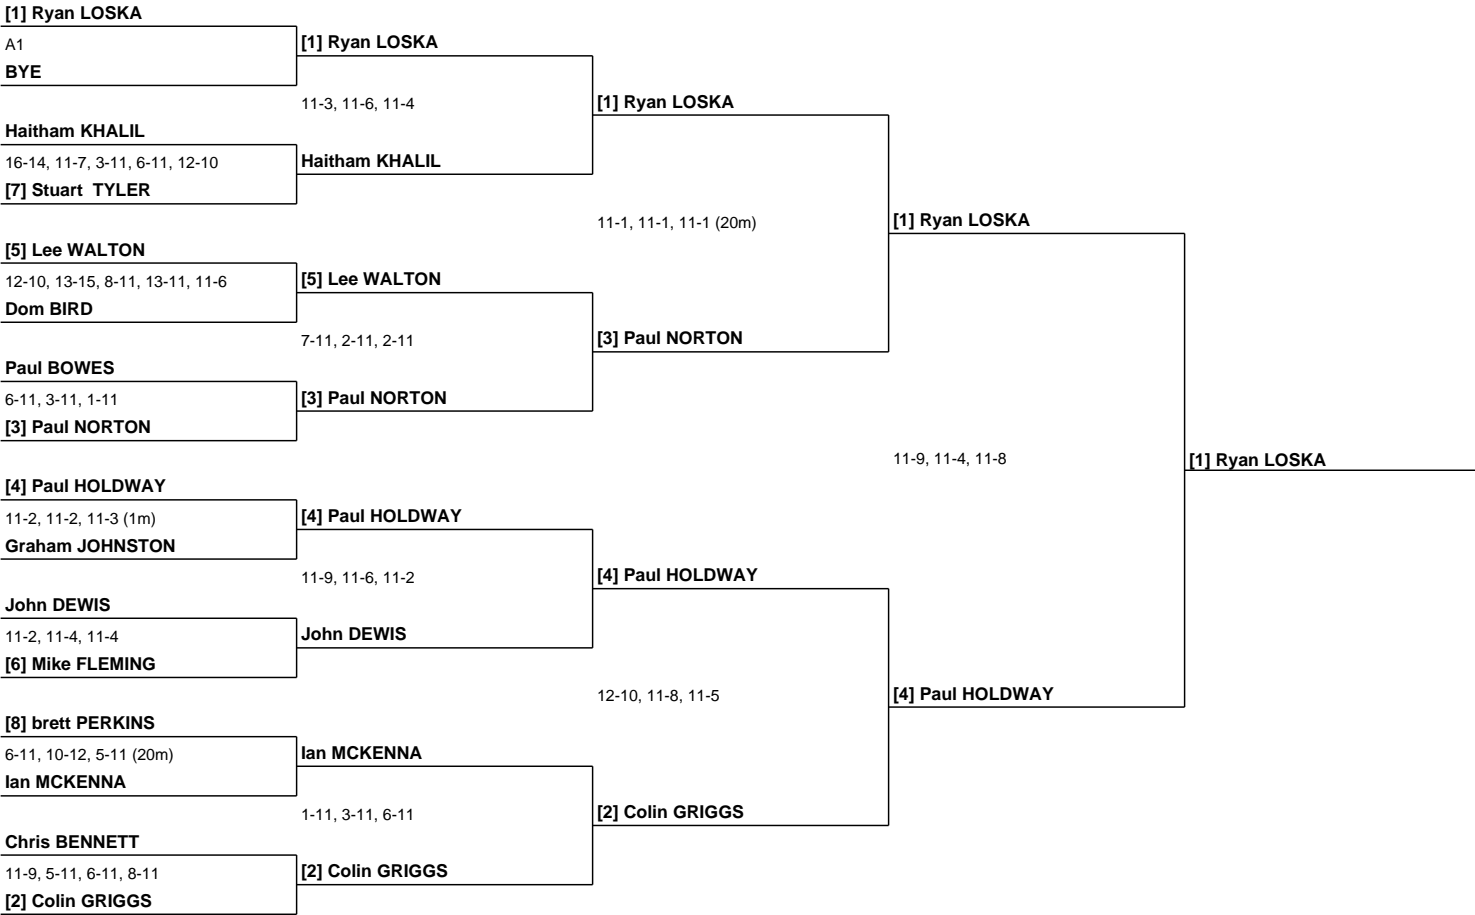 [1] Ryan LOSKA
A1
BYE
Haitham KHALIL
16-14, 11-7, 3-11, 6-11, 12-10
[7] Stuart  TYLER
[5] Lee WALTON
12-10, 13-15, 8-11, 13-11, 11-6
Dom BIRD
Paul BOWES
6-11, 3-11, 1-11
[3] Paul NORTON
[4] Paul HOLDWAY
11-2, 11-2, 11-3 (1m)
Graham JOHNSTON
John DEWIS
11-2, 11-4, 11-4
[6] Mike FLEMING
[8] brett PERKINS
6-11, 10-12, 5-11 (20m)
Ian MCKENNA
Chris BENNETT
11-9, 5-11, 6-11, 8-11
[2] Colin GRIGGS
[1] Ryan LOSKA
11-3, 11-6, 11-4
Haitham KHALIL
[5] Lee WALTON
7-11, 2-11, 2-11
[3] Paul NORTON
[4] Paul HOLDWAY
11-9, 11-6, 11-2
John DEWIS
Ian MCKENNA
1-11, 3-11, 6-11
[2] Colin GRIGGS
[1] Ryan LOSKA
11-1, 11-1, 11-1 (20m)
[3] Paul NORTON
[4] Paul HOLDWAY
12-10, 11-8, 11-5
[2] Colin GRIGGS
[1] Ryan LOSKA
11-9, 11-4, 11-8
[4] Paul HOLDWAY
[1] Ryan LOSKA